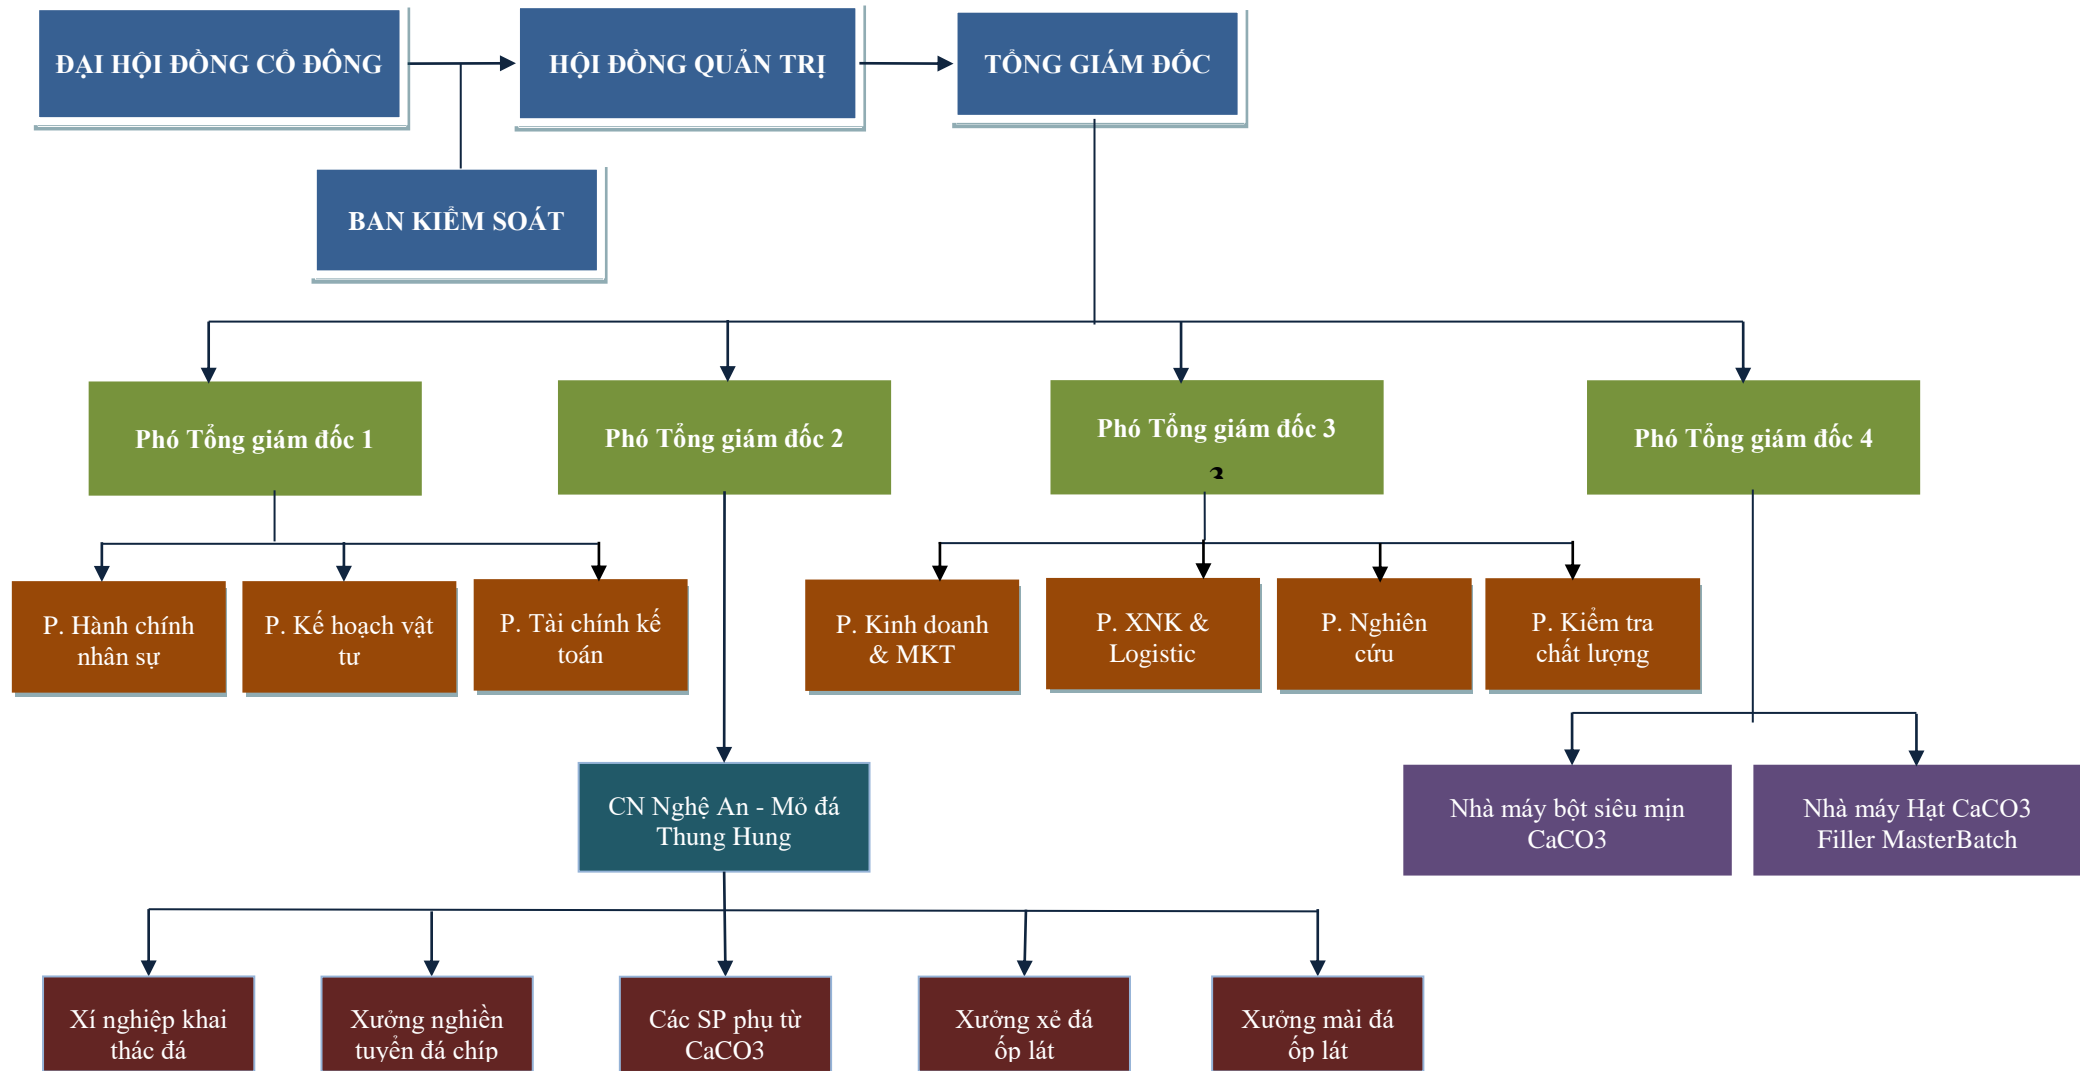 ĐẠI HỘI ĐỒNG CỔ ĐÔNG
HỘI ĐỒNG QUẢN TRỊ
TỔNG GIÁM ĐỐC
BAN KIỂM SOÁT
Phó Tổng giám đốc 1
Phó Tổng giám đốc 2
Phó Tổng giám đốc 3
3
Phó Tổng giám đốc 4
P. Hành chính
nhân sự
P. Kế hoạch vật
tư
P. Tài chính kế
toán
P. Kinh doanh
& MKT
P. XNK &
Logistic
P. Nghiên
cứu
P. Kiểm tra
chất lượng
CN Nghệ An - Mỏ đá
Thung Hung
Nhà máy bột siêu mịn
CaCO3
Nhà máy Hạt CaCO3
Filler MasterBatch
Xí nghiệp khai
thác đá
Xưởng nghiền
tuyển đá chíp
Các SP phụ từ
CaCO3
Xưởng xẻ đá
ốp lát
Xưởng mài đá
ốp lát